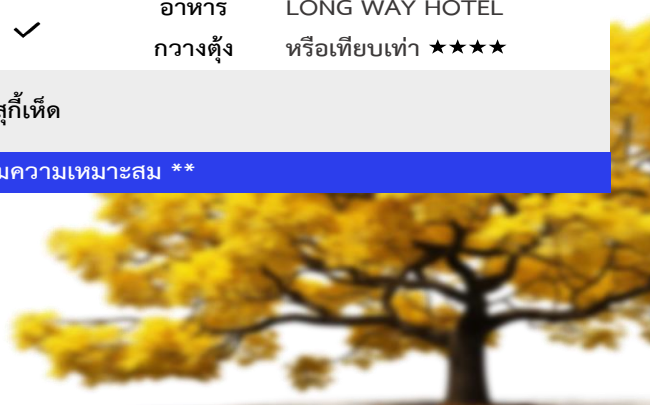 ✓ อาหาร LONG WAY HOTEL
กวางตุ้ง หรือเทียบเท่า ★★★★
สุกี้เห็ด
มความเหมาะสม **